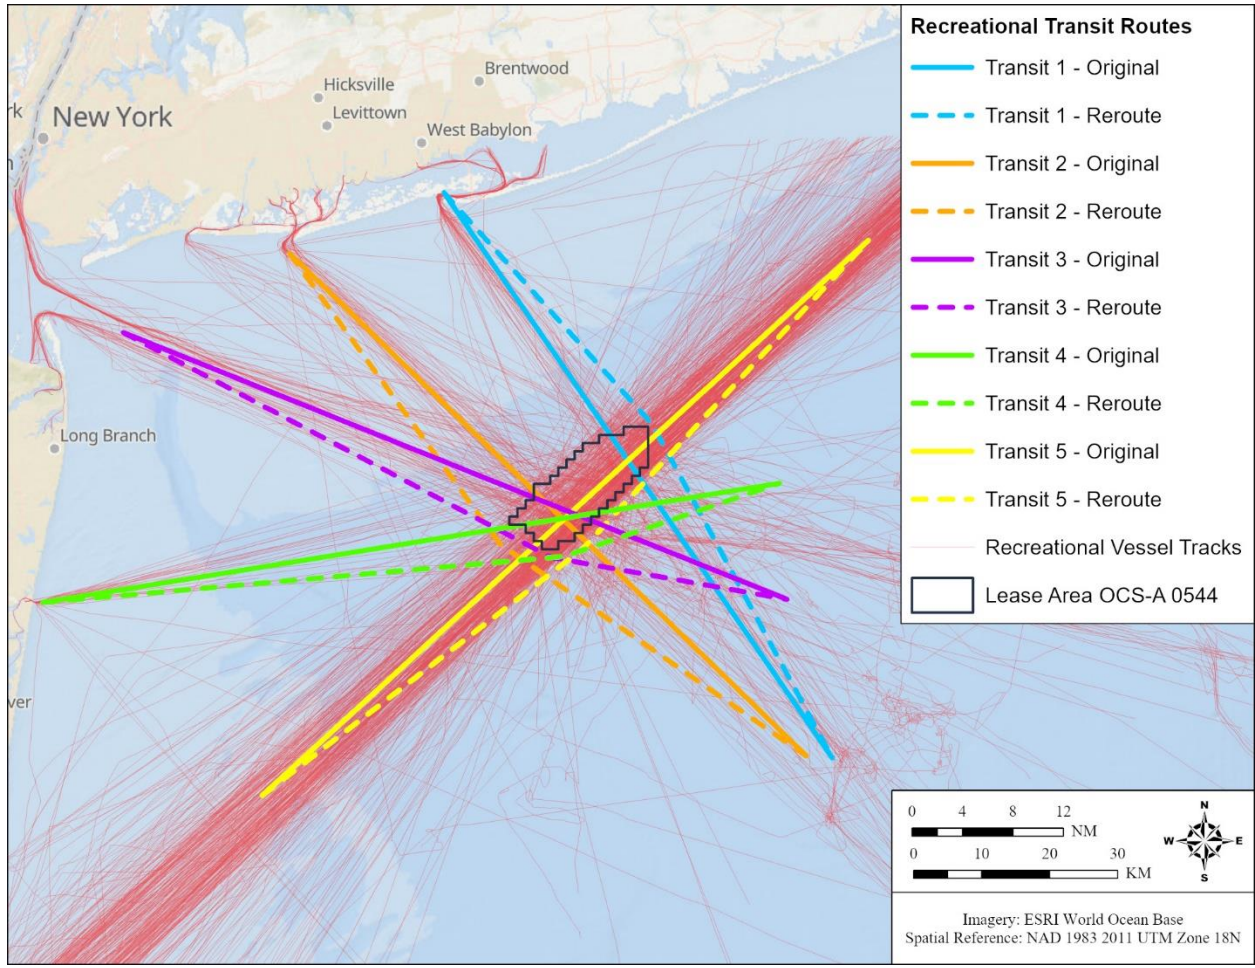 Hicksville
Brentwood
rk
New York
Levittown
West Babylon
n
Long Branch
ver
Recreational Transit Routes
Transit 1 - Original
Transit 1 - Reroute
Transit 2 - Original
Transit 2 - Reroute
Transit 3 - Original
Transit 3 - Reroute
Transit 4 - Original
Transit 4 - Reroute
Transit 5 - Original
Transit 5 - Reroute
Recreational Vessel Tracks
Lease Area OCS-A 0544
0 4 8 12
NM
0 10 20 30
KM
N
W E
S
Imagery: ESRI World Ocean Base
Spatial Reference: NAD 1983 2011 UTM Zone 18N